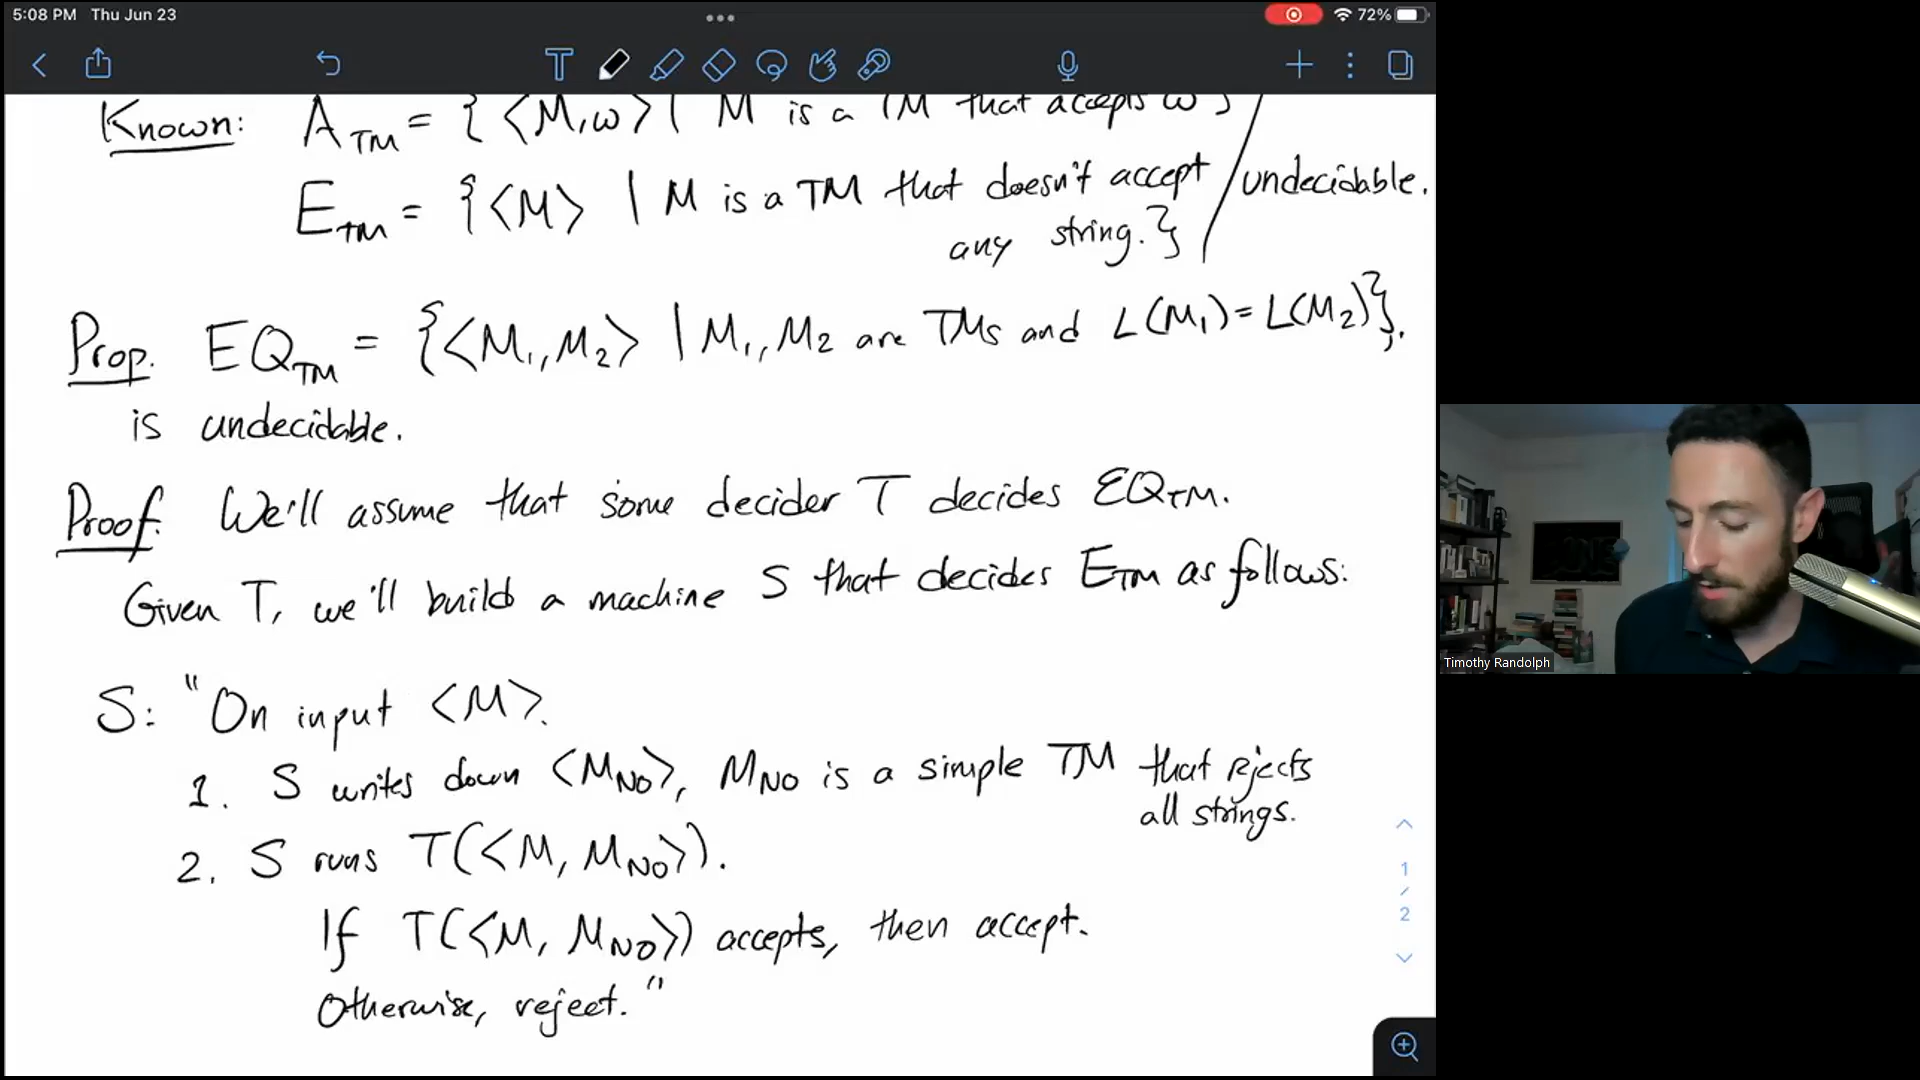 5:08 PM Thu Jun 23
72%
Known: A_TM = { <M,w> | M is a TM that accepts w }
E_TM = { <M> | M is a TM that doesn't accept
any string. }
undecidable.
Prop. EQ_TM = { <M₁, M₂> | M₁, M₂ are TMs and L(M₁) = L(M₂) }.
is undecidable.
Proof. We'll assume that some decider T decides EQ_TM.
Given T, we'll build a machine S that decides E_TM as follows:
S: "On input <M>.
1. S writes down <M_NO>, M_NO is a simple TM that rejects
all strings.
2. S runs T(<M, M_NO>).
If T(<M, M_NO>) accepts, then accept.
Otherwise, reject."
1
/
2
Timothy Randolph